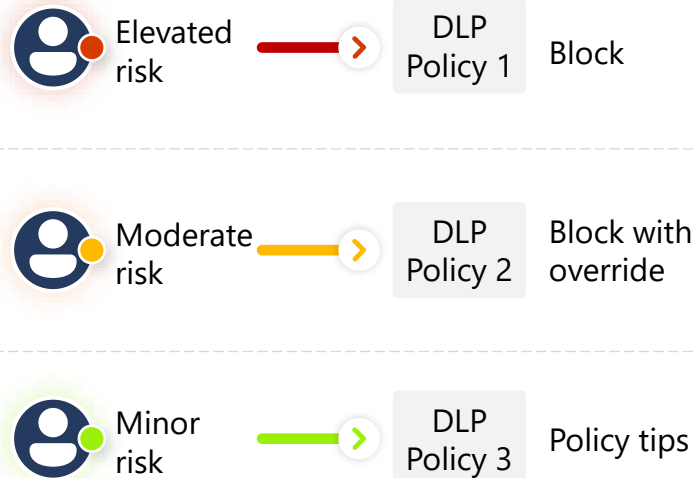 Elevated
risk
DLP
Policy 1
Block
Moderate
risk
DLP
Policy 2
Block with
override
Minor
risk
DLP
Policy 3
Policy tips